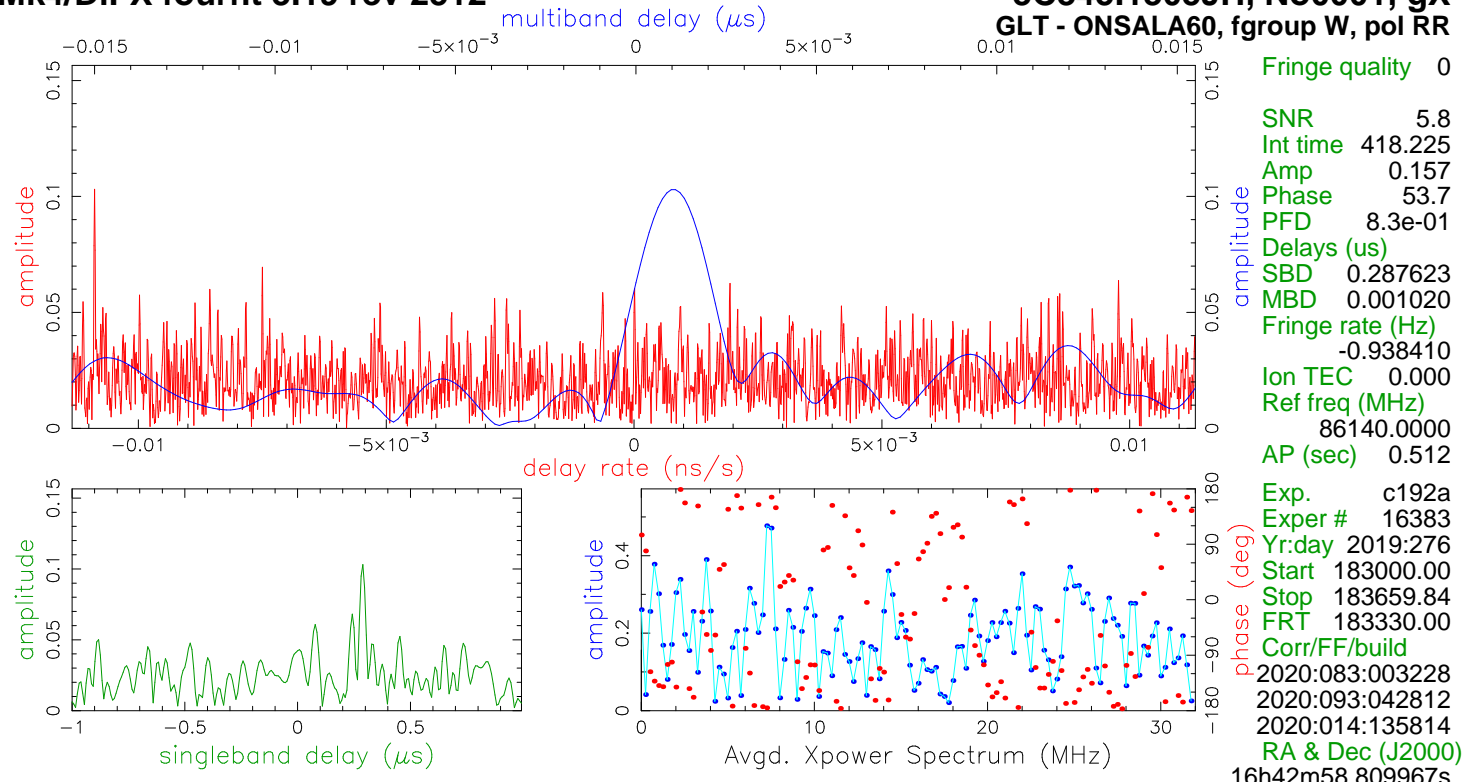 multiband delay (μs)
GLT - ONSALA60, fgroup W, pol RR
−0.015 −0.01 −5×10⁻³ 0 5×10⁻³ 0.01 0.015
amplitude
0 0.05 0.1 0.15
amplitude
0 0.05 0.1 0.15
−0.01 −5×10⁻³ 0 5×10⁻³ 0.01
delay rate (ns/s)
amplitude
0 0.05 0.1 0.15
−1 −0.5 0 0.5
singleband delay (μs)
amplitude
0 0.2 0.4
phase (deg)
−180 −90 0 90 180
0 10 20 30
Avgd. Xpower Spectrum (MHz)
Fringe quality 0
SNR 5.8
Int time 418.225
Amp 0.157
Phase 53.7
PFD 8.3e-01
Delays (us)
SBD 0.287623
MBD 0.001020
Fringe rate (Hz)
-0.938410
Ion TEC 0.000
Ref freq (MHz)
86140.0000
AP (sec) 0.512
Exp. c192a
Exper # 16383
Yr:day 2019:276
Start 183000.00
Stop 183659.84
FRT 183330.00
Corr/FF/build
2020:083:003228
2020:093:042812
2020:014:135814
RA & Dec (J2000)
16h42m58.809967s